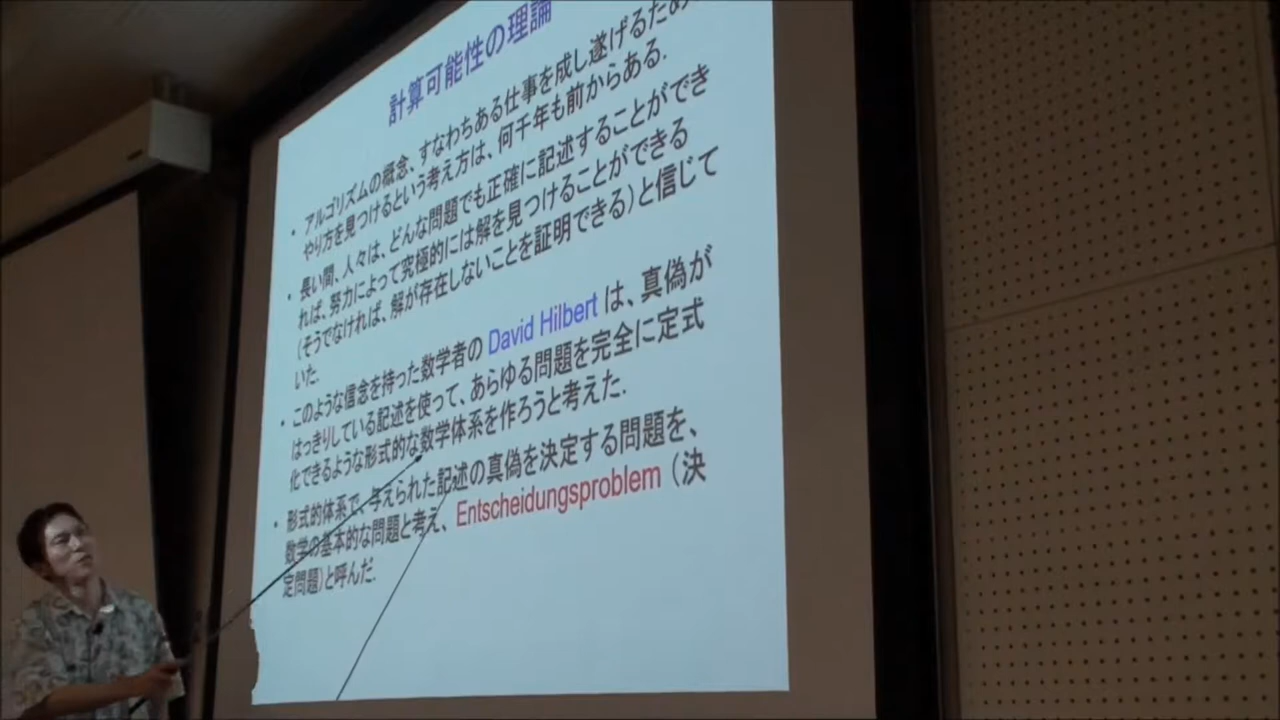 計算可能性の理論
• アルゴリズムの概念、すなわちある仕事を成し遂げるため
やり方を見つけるという考え方は、何千年も前からある.
• 長い間、人々は、どんな問題でも正確に記述することができ
れば、努力によって究極的には解を見つけることができる
(そうでなければ、解が存在しないことを証明できる)と信じて
いた.
• このような信念を持った数学者の David Hilbert は、真偽が
はっきりしている記述を使って、あらゆる問題を完全に定式
化できるような形式的な数学体系を作ろうと考えた.
• 形式的体系で、与えられた記述の真偽を決定する問題を、
数学の基本的な問題と考え、Entscheidungsproblem (決
定問題)と呼んだ.